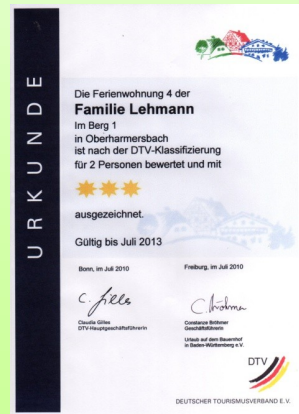 URKUNDE
Die Ferienwohnung 4 der
Familie Lehmann
Im Berg 1
in Oberharmersbach
ist nach der DTV-Klassifizierung
für 2 Personen bewertet und mit
ausgezeichnet.
Gültig bis Juli 2013
Bonn, im Juli 2010
Freiburg, im Juli 2010
C. Gilles
C. Bröhmer
Claudia Gilles
DTV-Hauptgeschäftsführerin
Constanze Bröhmer
Geschäftsführerin
Urlaub auf dem Bauernhof
in Baden-Württemberg e.V.
DTV
DEUTSCHER TOURISMUSVERBAND E.V.